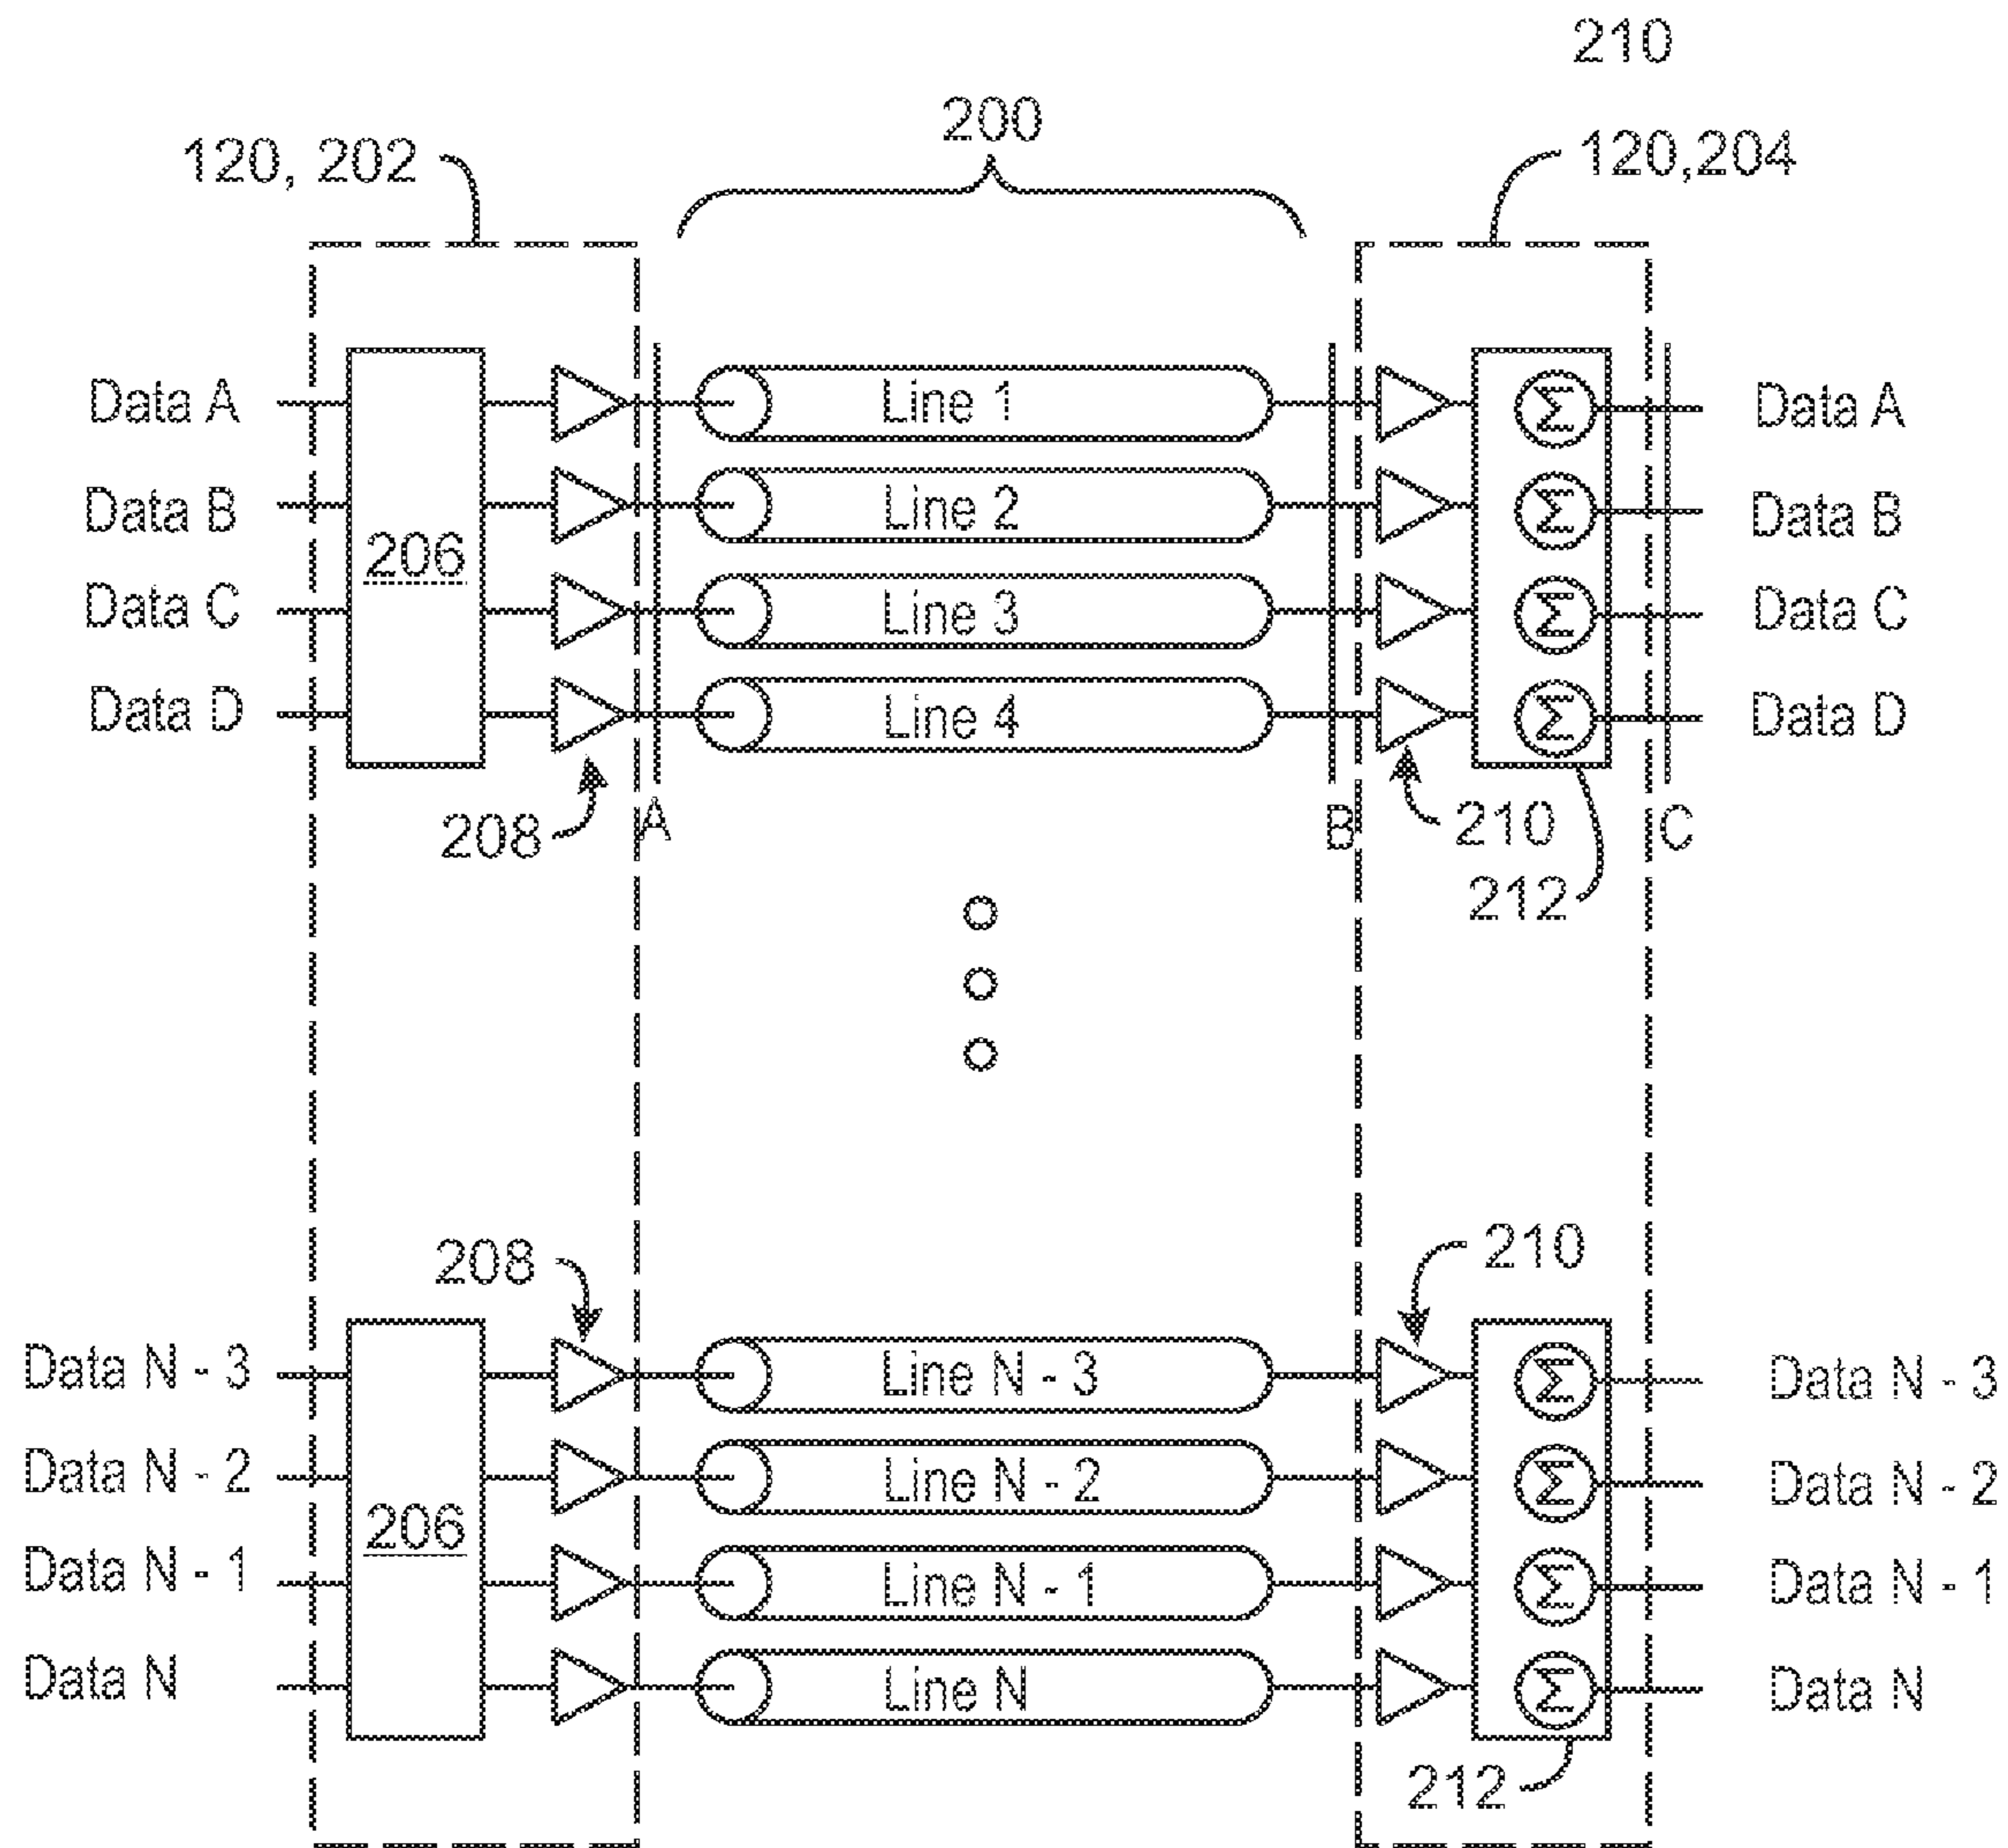 210
200
120, 202
120,204
Data A
Line 1
Σ
Data A
Data B
Line 2
Σ
Data B
206
Data C
Line 3
Σ
Data C
Data D
Line 4
Σ
Data D
208
A
B
210
C
212
208
210
Data N - 3
Line N - 3
Σ
Data N - 3
Data N - 2
Line N - 2
Σ
Data N - 2
206
Data N - 1
Line N - 1
Σ
Data N - 1
Data N
Line N
Σ
Data N
212